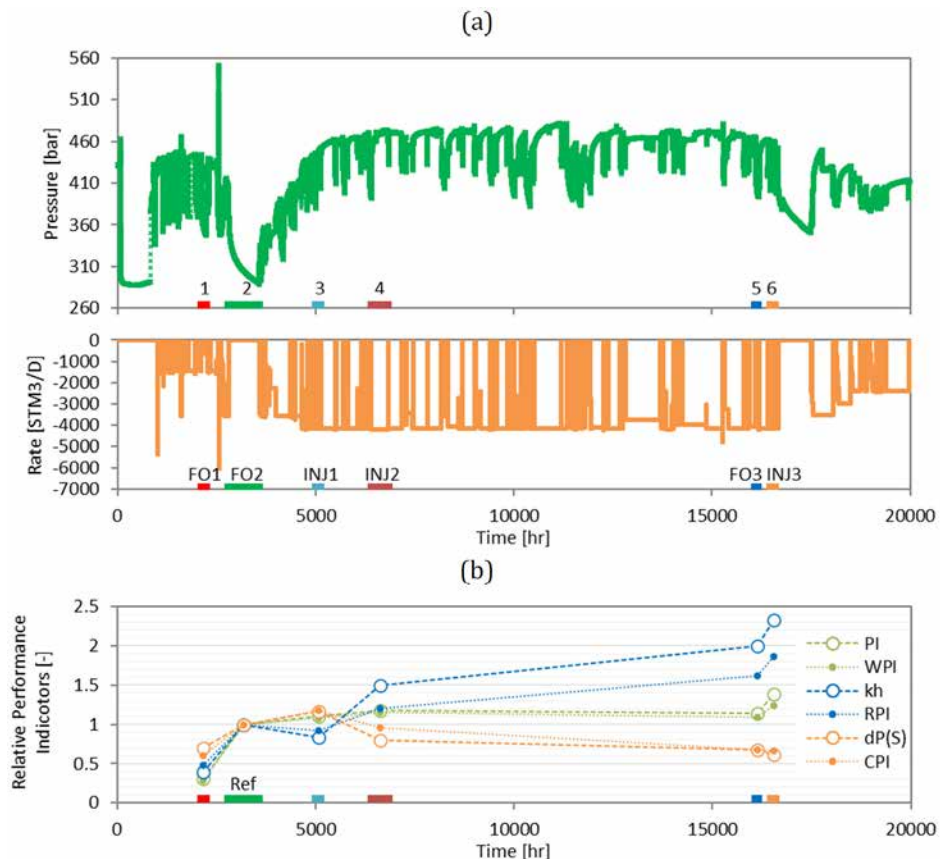 (a)
560
510
460
410
360
310
260
Pressure [bar]
1 2 3 4 5 6
0
-1000
-2000
-3000
-4000
-5000
-6000
-7000
Rate [STM3/D]
FO1 FO2 INJ1 INJ2 FO3 INJ3
0 5000 10000 15000 20000
Time [hr]
(b)
2.5
2
1.5
1
0.5
0
Relative Performance
Indicotors [-]
PI
WPI
kh
RPI
dP(S)
CPI
Ref
0 5000 10000 15000 20000
Time [hr]